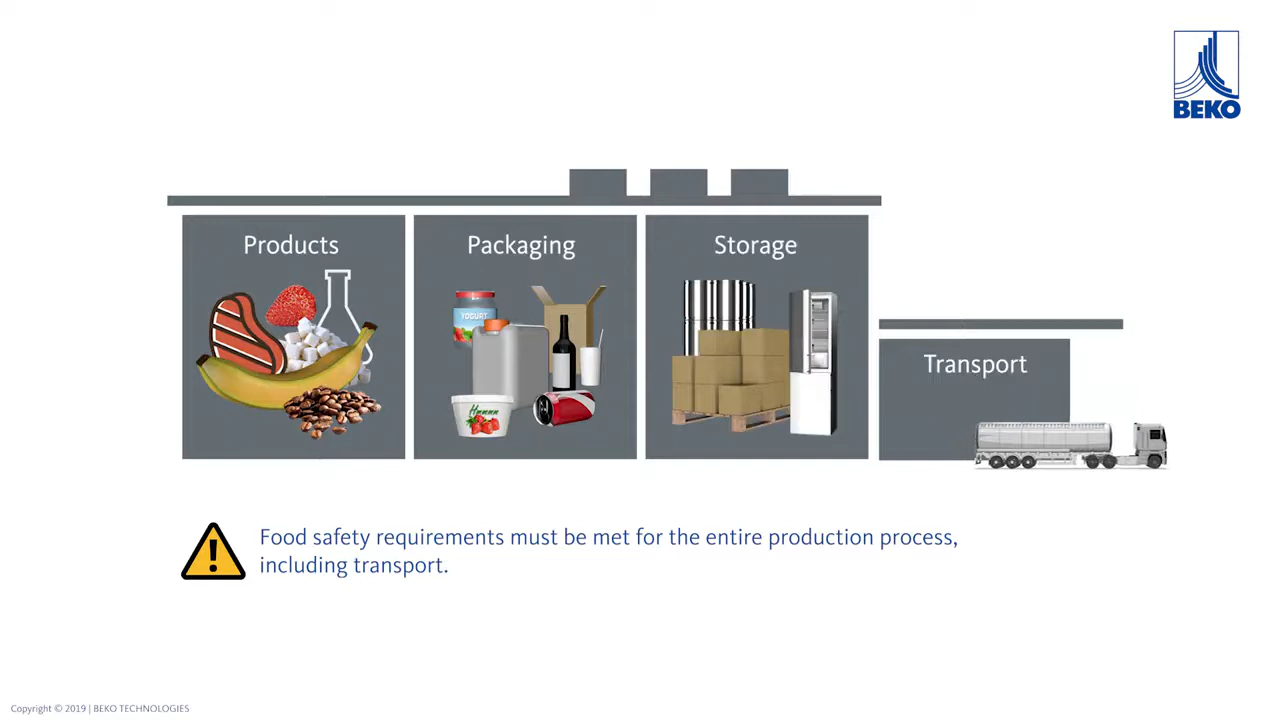 BEKO
Products
Packaging
Storage
YOGURT
Hmmm
Transport
Food safety requirements must be met for the entire production process,
including transport.
Copyright © 2019 | BEKO TECHNOLOGIES